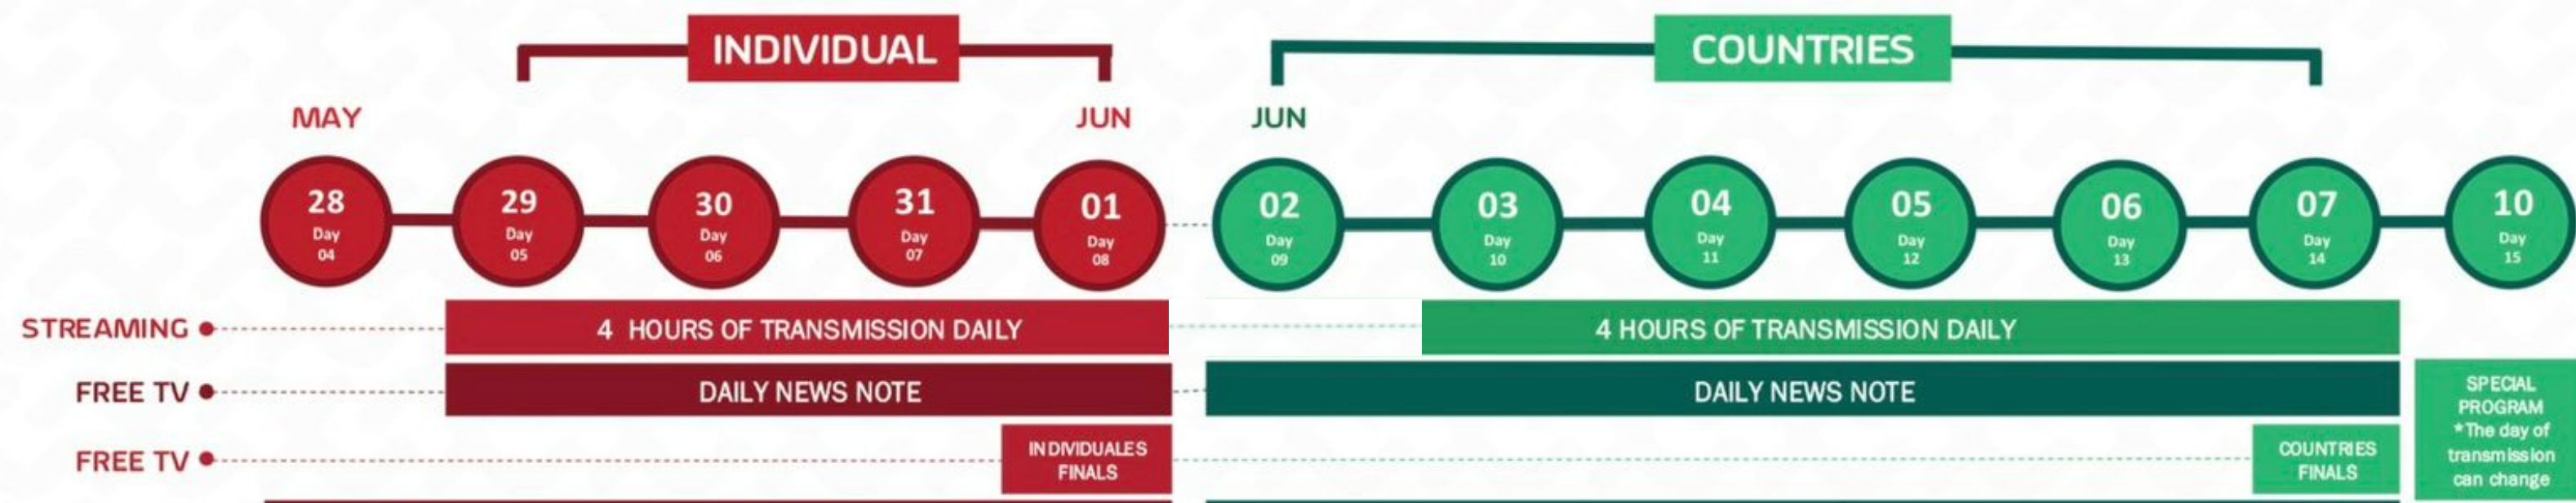 INDIVIDUAL
COUNTRIES
MAY
JUN
JUN
28
Day
04
29
Day
05
30
Day
06
31
Day
07
01
Day
08
02
Day
09
03
Day
10
04
Day
11
05
Day
12
06
Day
13
07
Day
14
10
Day
15
STREAMING
4 HOURS OF TRANSMISSION DAILY
4 HOURS OF TRANSMISSION DAILY
FREE TV
DAILY NEWS NOTE
DAILY NEWS NOTE
FREE TV
INDIVIDUALES
FINALS
COUNTRIES
FINALS
SPECIAL
PROGRAM
*The day of
transmission
can change